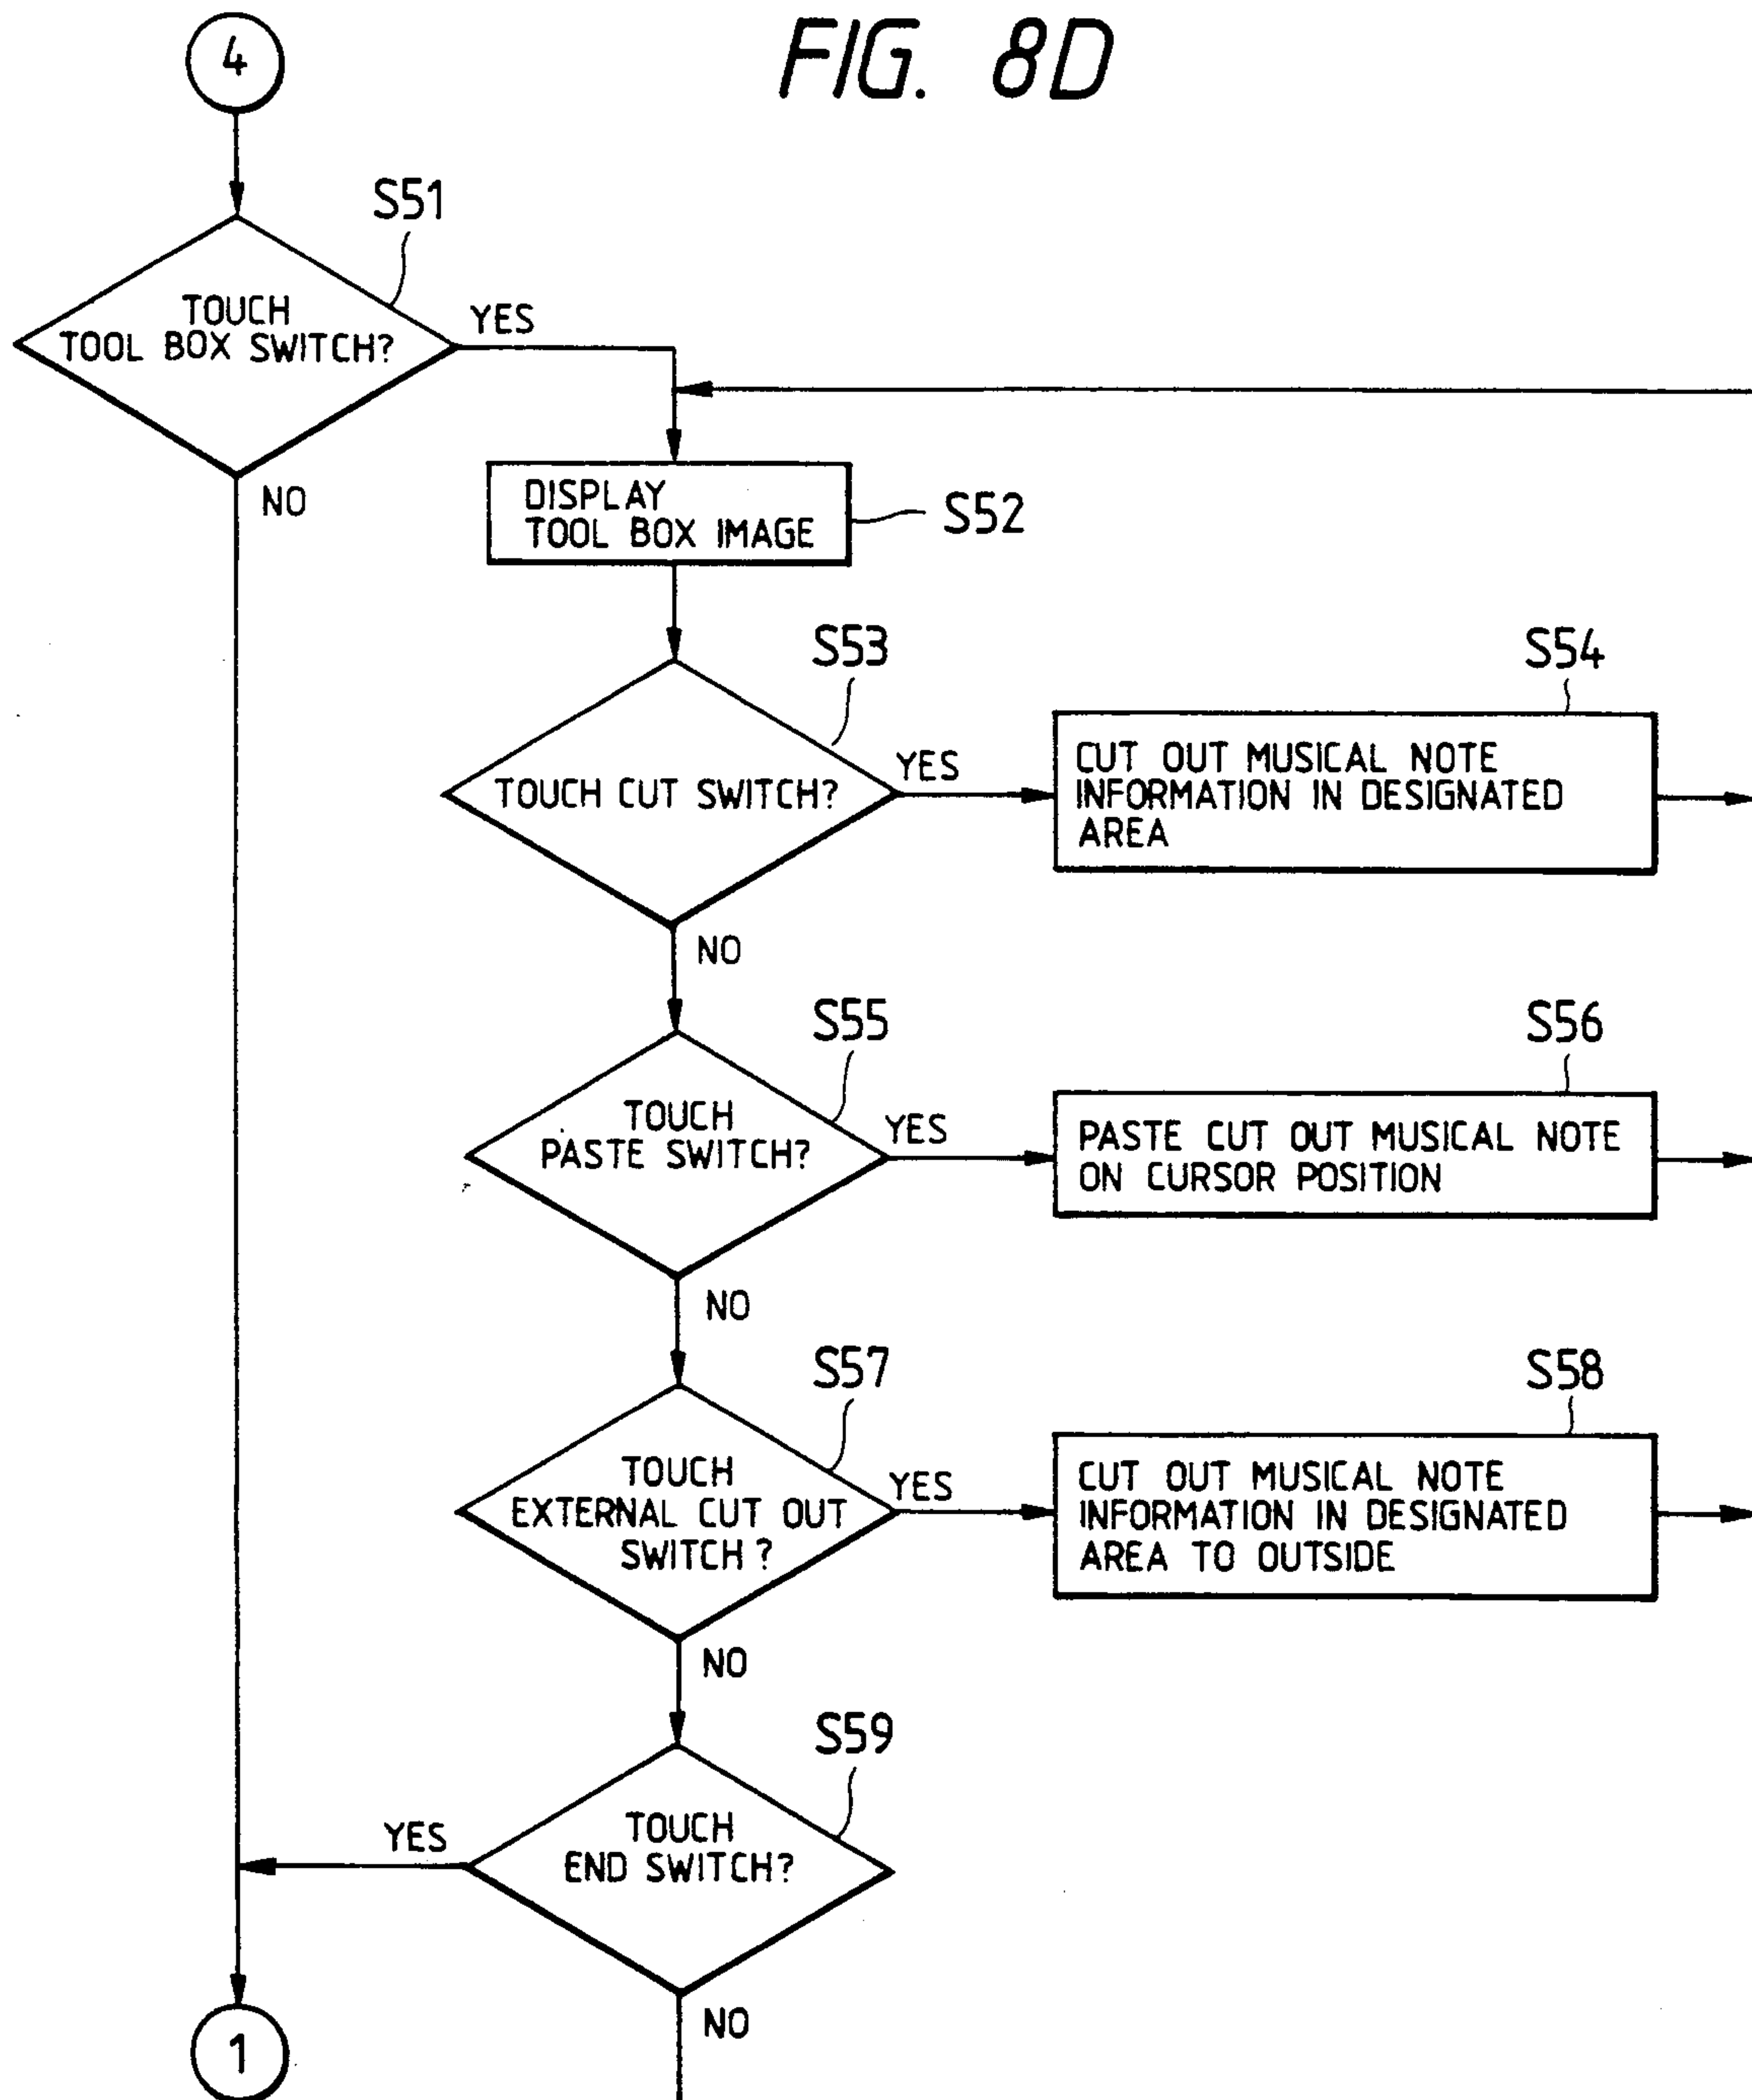 FIG. 8D
4
S51
TOUCH
TOOL BOX SWITCH?
YES
NO
DISPLAY
TOOL BOX IMAGE
S52
S53
TOUCH CUT SWITCH?
YES
NO
S54
CUT OUT MUSICAL NOTE
INFORMATION IN DESIGNATED
AREA
S55
TOUCH
PASTE SWITCH?
YES
NO
S56
PASTE CUT OUT MUSICAL NOTE
ON CURSOR POSITION
S57
TOUCH
EXTERNAL CUT OUT
SWITCH?
YES
NO
S58
CUT OUT MUSICAL NOTE
INFORMATION IN DESIGNATED
AREA TO OUTSIDE
S59
TOUCH
END SWITCH?
YES
NO
1